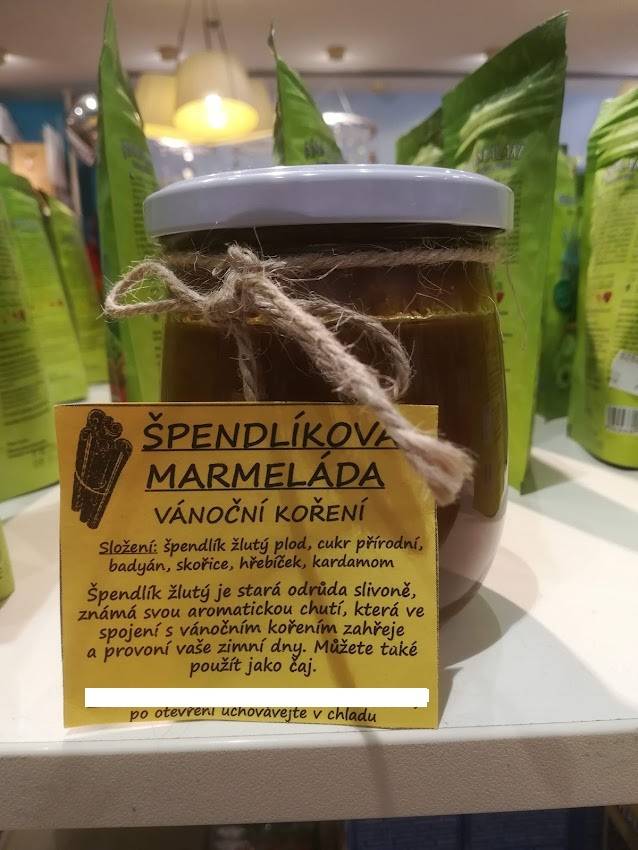 ŠPENDLÍKOVÁ
MARMELÁDA
VÁNOČNÍ KOŘENÍ
Složení: špendlík žlutý plod, cukr přírodní,
badyán, skořice, hřebíček, kardamom
Špendlík žlutý je stará odrůda slivoně,
známá svou aromatickou chutí, která ve
spojení s vánočním kořením zahřeje
a provoní vaše zimní dny. Můžete také
použít jako čaj.
po otevření uchovávejte v chladu